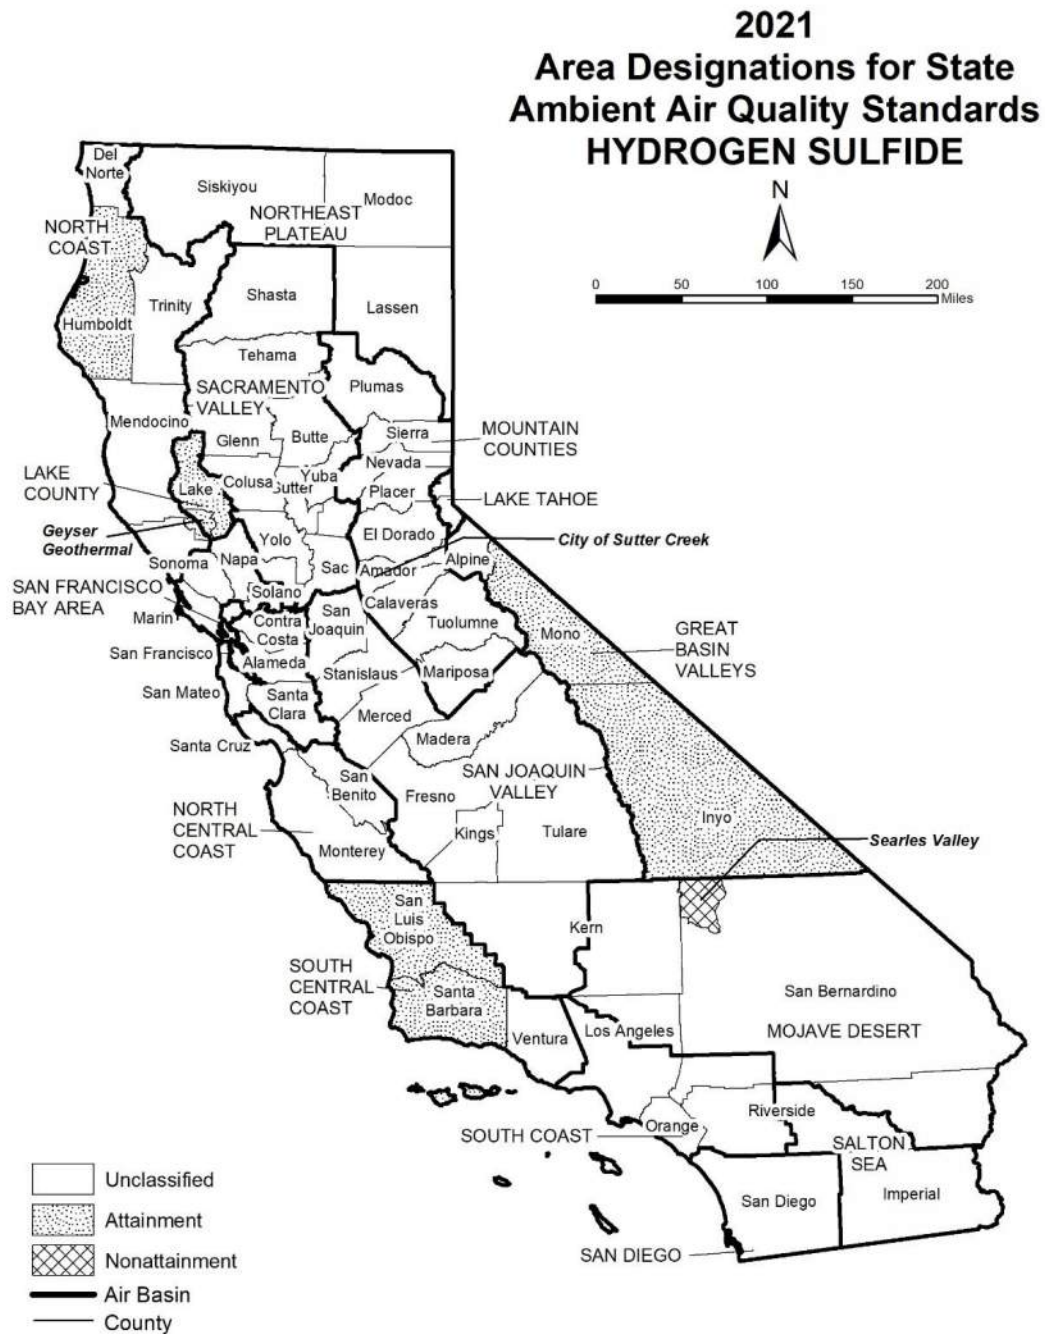 2021
Area Designations for State
Ambient Air Quality Standards
HYDROGEN SULFIDE
N
0 50 100 150 200
Miles
Del
Norte
Siskiyou
Modoc
NORTHEAST
PLATEAU
NORTH
COAST
Trinity
Shasta
Lassen
Humboldt
Tehama
SACRAMENTO
VALLEY
Plumas
Mendocino
Glenn
Butte
Sierra
MOUNTAIN
COUNTIES
Nevada
LAKE
COUNTY
Lake
Colusa
Sutter
Yuba
Placer
LAKE TAHOE
Geyser
Geothermal
Yolo
El Dorado
City of Sutter Creek
Sonoma
Napa
Sac
Amador
Alpine
SAN FRANCISCO
BAY AREA
Solano
Marin
Contra
Costa
San
Joaquin
Calaveras
Tuolumne
Mono
GREAT
BASIN
VALLEYS
San Francisco
Alameda
Stanislaus
Mariposa
San Mateo
Santa
Clara
Merced
Santa Cruz
Madera
San
Benito
Fresno
SAN JOAQUIN
VALLEY
NORTH
CENTRAL
COAST
Monterey
Kings
Tulare
Inyo
Searles Valley
San
Luis
Obispo
Kern
SOUTH
CENTRAL
COAST
Santa
Barbara
San Bernardino
Ventura
Los Angeles
MOJAVE DESERT
SOUTH COAST
Orange
Riverside
SALTON
SEA
San Diego
Imperial
SAN DIEGO
Unclassified
Attainment
Nonattainment
Air Basin
County